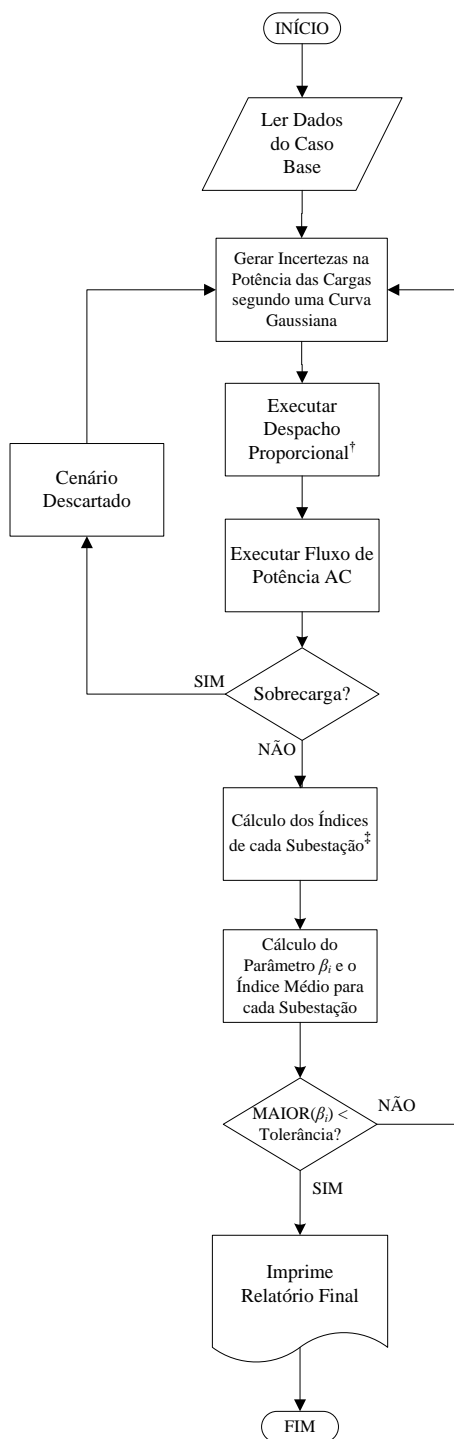 INÍCIO
Ler Dados
do Caso
Base
Gerar Incertezas na
Potência das Cargas
segundo uma Curva
Gaussiana
Executar
Despacho
Proporcional†
Cenário
Descartado
Executar Fluxo de
Potência AC
SIM
Sobrecarga?
NÃO
Cálculo dos Índices
de cada Subestação‡
Cálculo do
Parâmetro βi e o
Índice Médio para
cada Subestação
MAIOR(βi) <
Tolerância?
NÃO
SIM
Imprime
Relatório Final
FIM